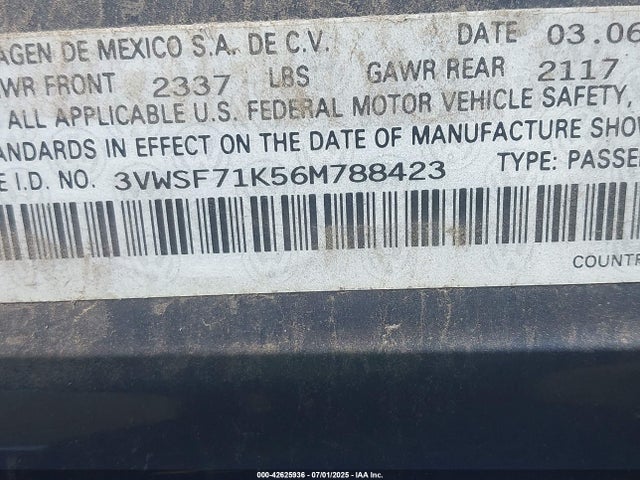 AGEN DE MEXICO S.A. DE C.V. DATE 03.06
WR FRONT 2337 LBS GAWR REAR 2117
ALL APPLICABLE U.S. FEDERAL MOTOR VEHICLE SAFETY,
TANDARDS IN EFFECT ON THE DATE OF MANUFACTURE SHO
E I.D. NO. 3VWSF71K56M788423 TYPE: PASSE
COUNTR
000-42625936 - 07/01/2025 - IAA Inc.